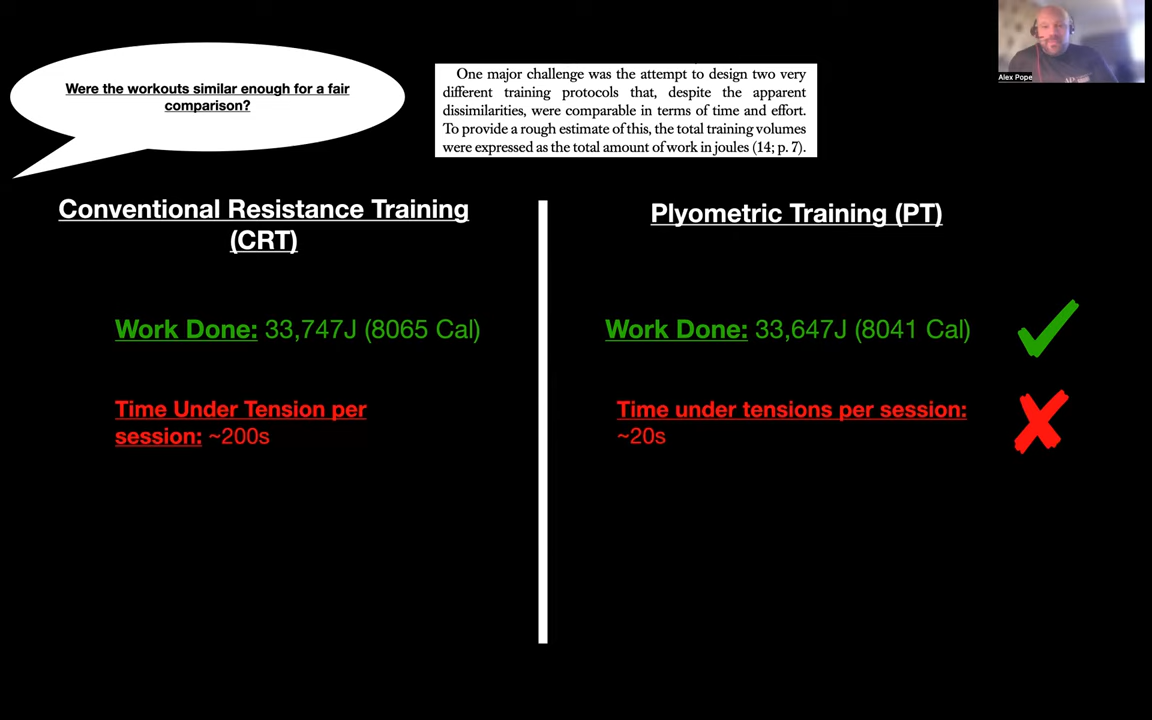 Alex Pope
Were the workouts similar enough for a fair
comparison?
One major challenge was the attempt to design two very
different training protocols that, despite the apparent
dissimilarities, were comparable in terms of time and effort.
To provide a rough estimate of this, the total training volumes
were expressed as the total amount of work in joules (14; p. 7).
Conventional Resistance Training
(CRT)
Plyometric Training (PT)
Work Done: 33,747J (8065 Cal)
Work Done: 33,647J (8041 Cal)
Time Under Tension per
session: ~200s
Time under tensions per session:
~20s